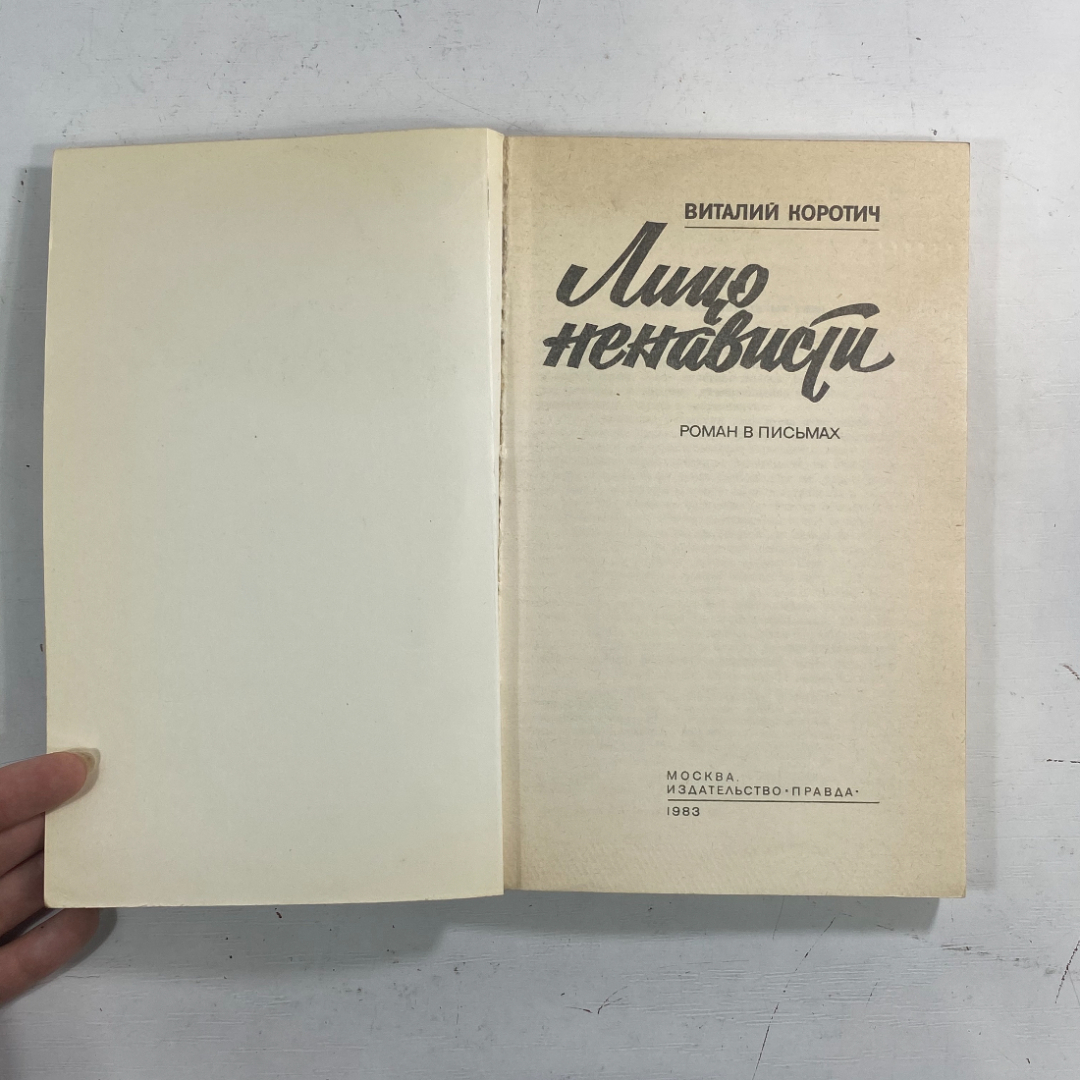 ВИТАЛИЙ КОРОТИЧ
Лицо
ненависти
РОМАН В ПИСЬМАХ
МОСКВА.
ИЗДАТЕЛЬСТВО «ПРАВДА»
1983